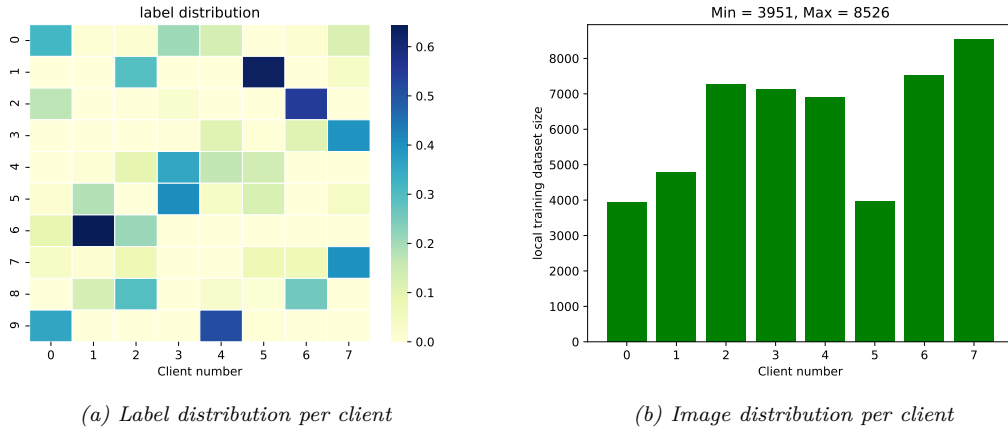 label distribution
0
1
2
3
4
5
6
7
8
9
0 1 2 3 4 5 6 7
Client number
0.6
0.5
0.4
0.3
0.2
0.1
0.0
(a) Label distribution per client
Min = 3951, Max = 8526
local training dataset size
8000
7000
6000
5000
4000
3000
2000
1000
0
0 1 2 3 4 5 6 7
Client number
(b) Image distribution per client